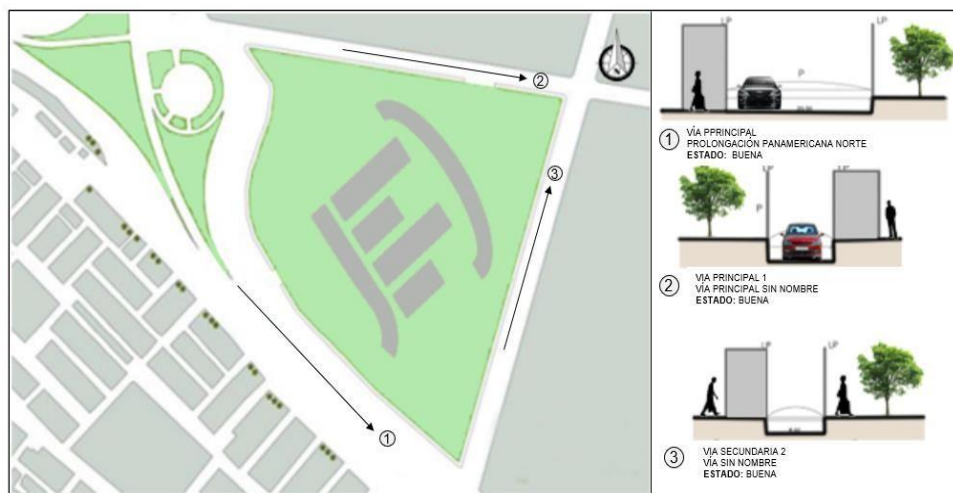 ②
③
①
LP
LP
P
① VÍA PPRINCIPAL
PROLONGACIÓN PANAMERICANA NORTE
ESTADO: BUENA
LP
LP
P
② VIA PRINCIPAL 1
VÍA PRINCIPAL SIN NOMBRE
ESTADO: BUENA
LP
LP
③ VIA SECUNDARIA 2
VÍA SIN NOMBRE
ESTADO: BUENA